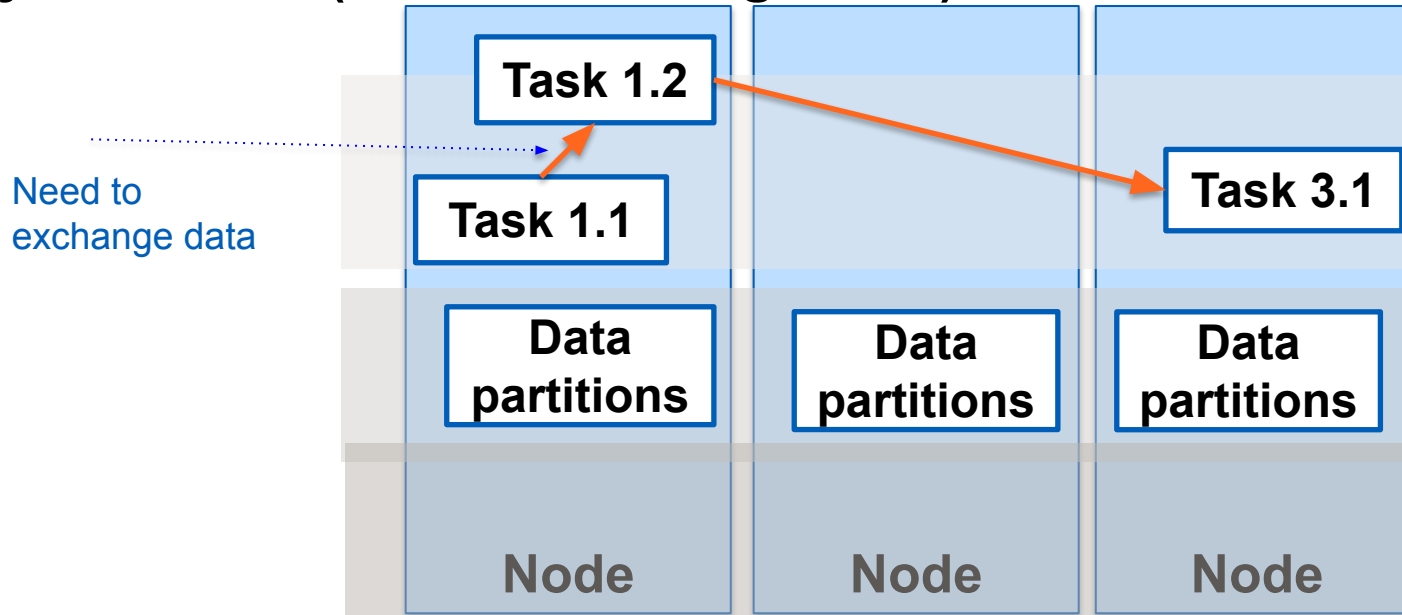 Task 1.2
Need to
exchange data
Task 1.1
Task 3.1
Data
partitions
Data
partitions
Data
partitions
Node
Node
Node